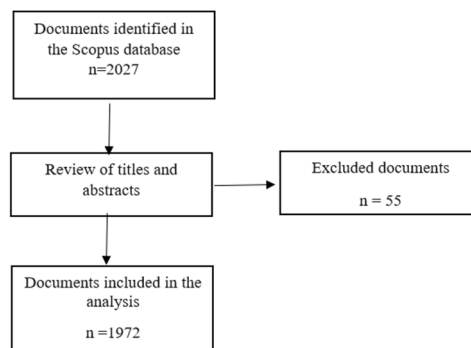 Documents identified in
the Scopus database
n=2027
Review of titles and
abstracts
Excluded documents
n = 55
Documents included in the
analysis
n =1972